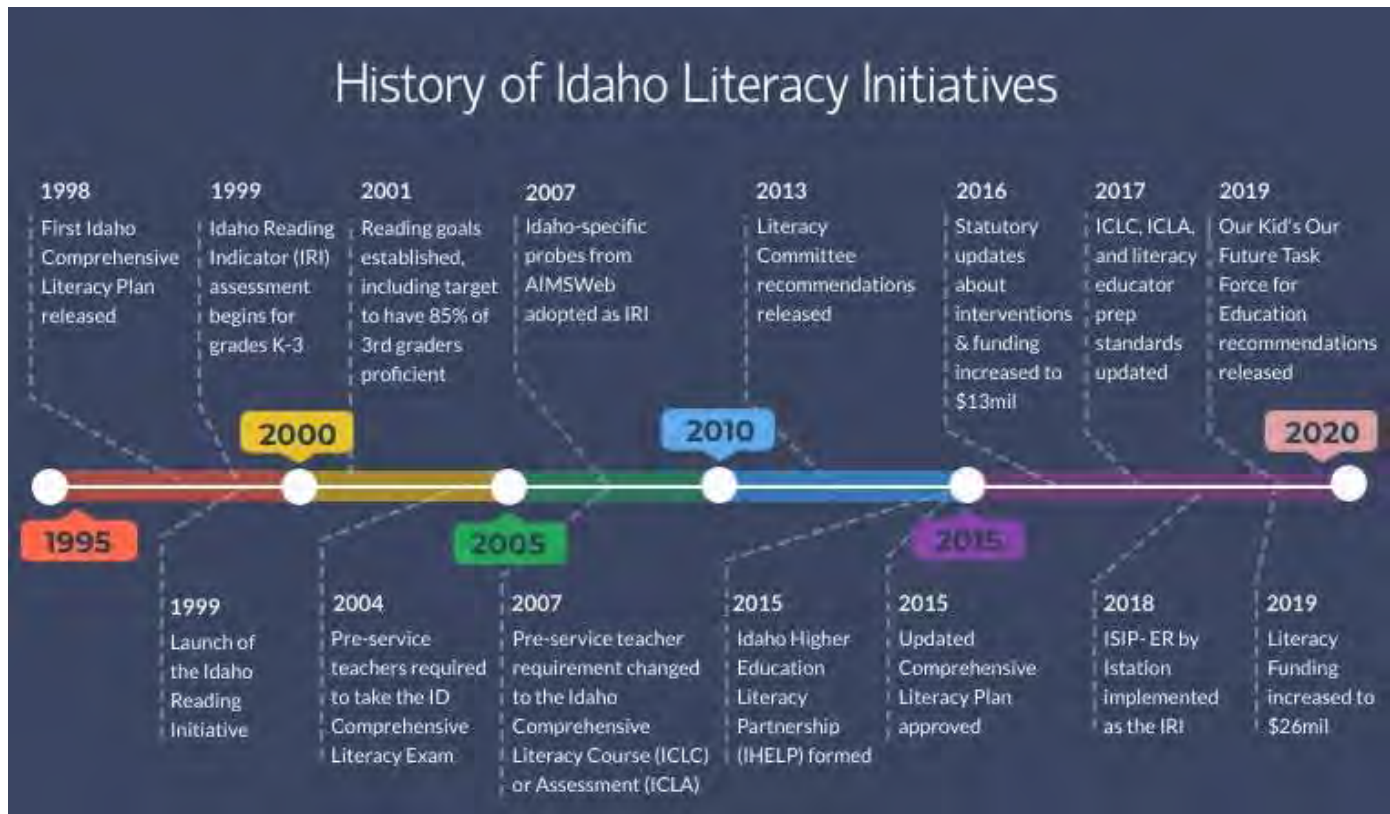 History of Idaho Literacy Initiatives
1998
First Idaho
Comprehensive
Literacy Plan
released
1999
Idaho Reading
Indicator (IRI)
assessment
begins for
grades K-3
2001
Reading goals
established,
including target
to have 85% of
3rd graders
proficient
2007
Idaho-specific
probes from
AIMSWeb
adopted as IRI
2013
Literacy
Committee
recommendations
released
2016
Statutory
updates
about
interventions
& funding
increased to
$13mil
2017
ICLC, ICLA,
and literacy
educator
prep
standards
updated
2019
Our Kid's Our
Future Task
Force for
Education
recommendations
released
2000
2010
2020
1995
2005
2015
1999
Launch of
the Idaho
Reading
Initiative
2004
Pre-service
teachers required
to take the ID
Comprehensive
Literacy Exam
2007
Pre-service teacher
requirement changed
to the Idaho
Comprehensive
Literacy Course (ICLC)
or Assessment (ICLA)
2015
Idaho Higher
Education
Literacy
Partnership
(IHELP) formed
2015
Updated
Comprehensive
Literacy Plan
approved
2018
ISIP- ER by
Istation
implemented
as the IRI
2019
Literacy
Funding
increased to
$26mil